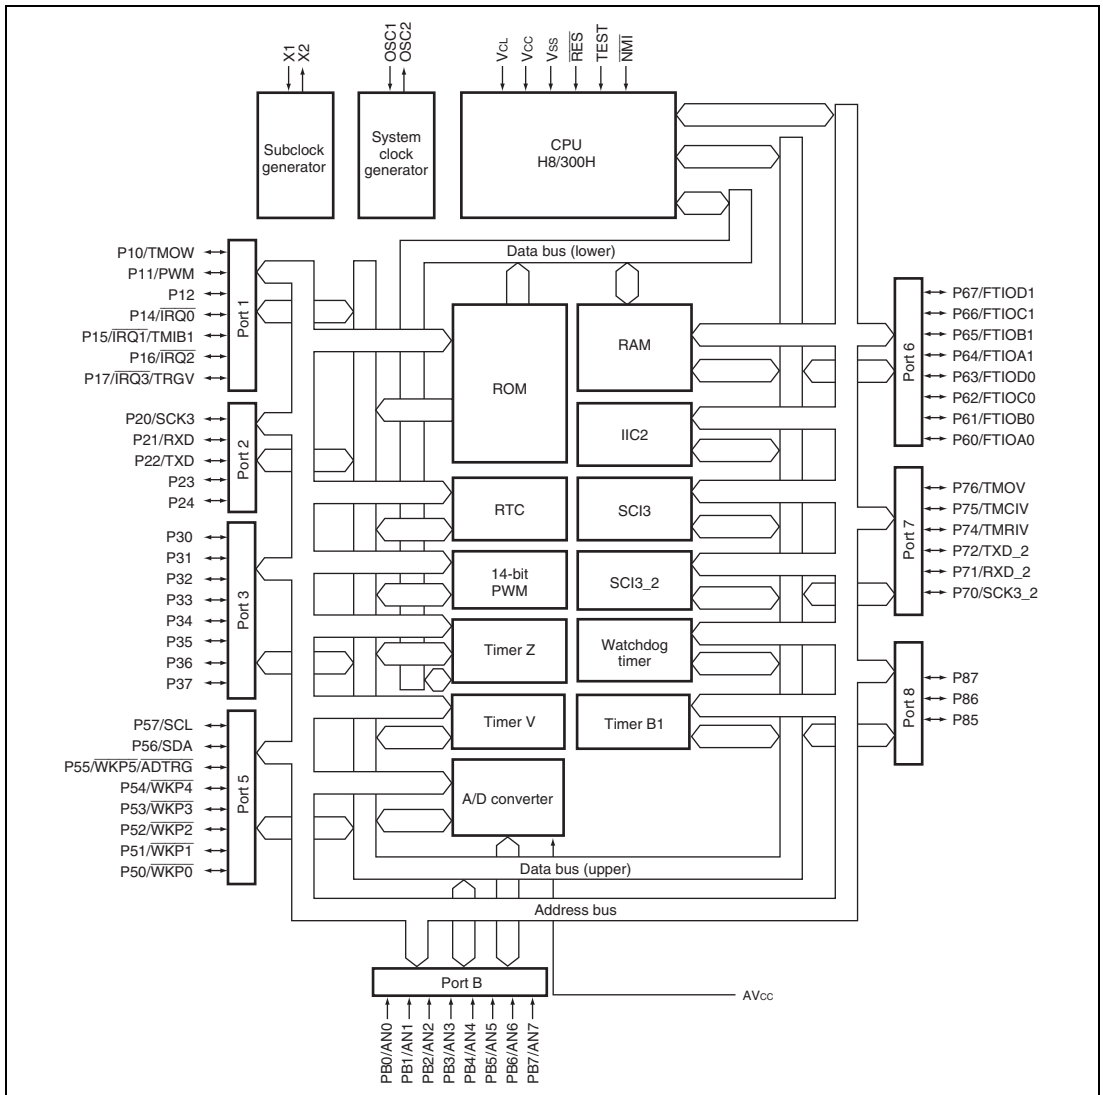 X1
X2
OSC1
OSC2
VCL
VCC
VSS
RES
TEST
NMI
Subclock
generator
System
clock
generator
CPU
H8/300H
Data bus (lower)
P10/TMOW
P11/PWM
P12
P14/IRQ0
P15/IRQ1/TMIB1
P16/IRQ2
P17/IRQ3/TRGV
Port 1
P20/SCK3
P21/RXD
P22/TXD
P23
P24
Port 2
P30
P31
P32
P33
P34
P35
P36
P37
Port 3
P57/SCL
P56/SDA
P55/WKP5/ADTRG
P54/WKP4
P53/WKP3
P52/WKP2
P51/WKP1
P50/WKP0
Port 5
ROM
RAM
IIC2
RTC
SCI3
14-bit
PWM
SCI3_2
Timer Z
Watchdog
timer
Timer V
Timer B1
A/D converter
Port 6
P67/FTIOD1
P66/FTIOC1
P65/FTIOB1
P64/FTIOA1
P63/FTIOD0
P62/FTIOC0
P61/FTIOB0
P60/FTIOA0
Port 7
P76/TMOV
P75/TMCIV
P74/TMRIV
P72/TXD_2
P71/RXD_2
P70/SCK3_2
Port 8
P87
P86
P85
Data bus (upper)
Address bus
Port B
AVCC
PB0/AN0
PB1/AN1
PB2/AN2
PB3/AN3
PB4/AN4
PB5/AN5
PB6/AN6
PB7/AN7